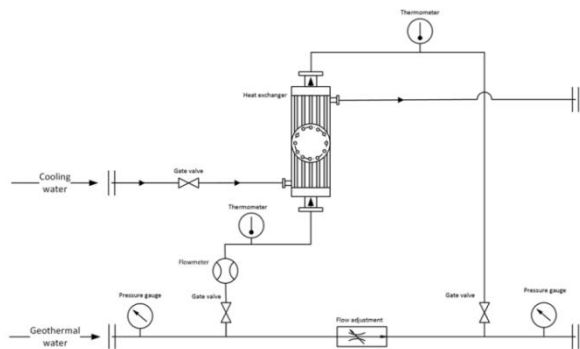 Thermometer
Heat exchanger
Gate valve
Cooling
water
Thermometer
Flowmeter
Pressure gauge
Gate valve
Flow adjustment
Gate valve
Pressure gauge
Geothermal
water